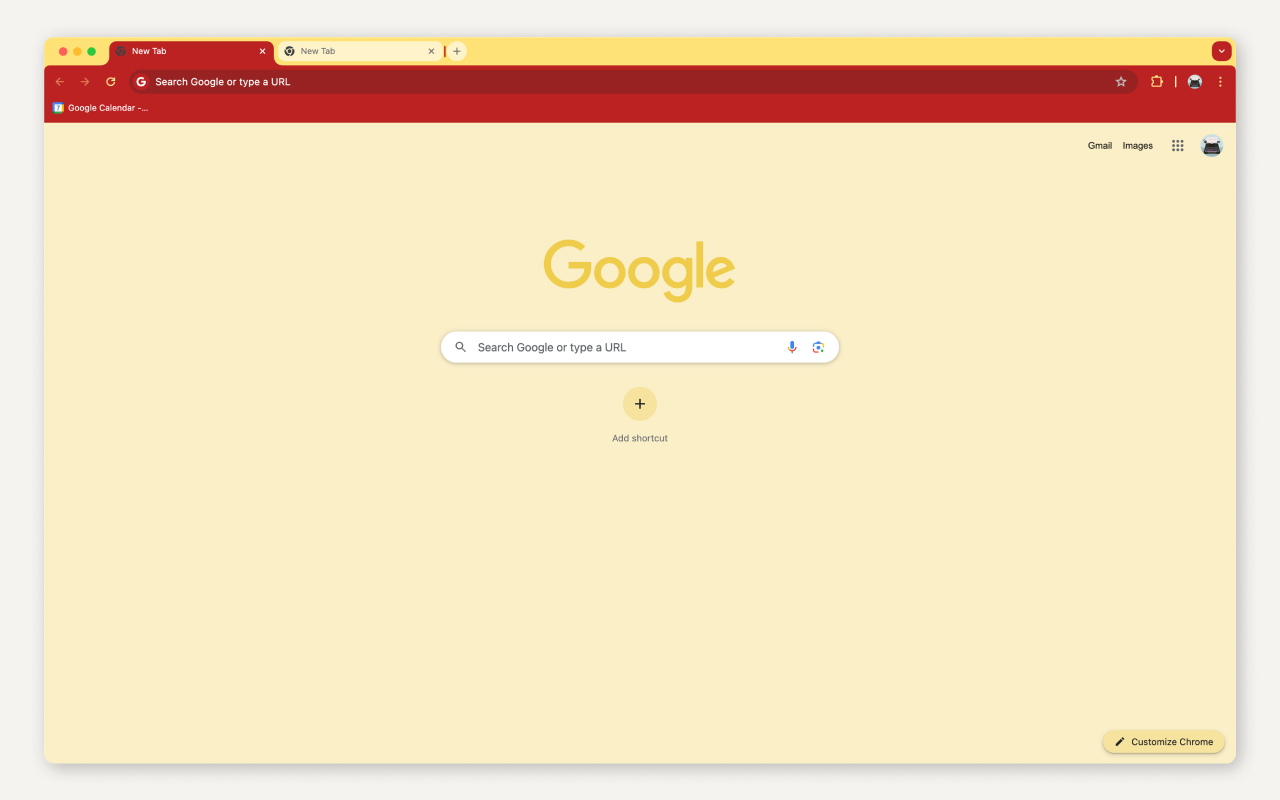 New Tab
New Tab
Search Google or type a URL
Google Calendar -...
Gmail Images
Google
Search Google or type a URL
Add shortcut
Customize Chrome